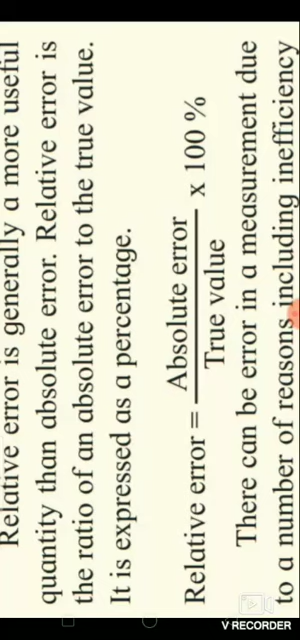 Relative error is generally a more useful
quantity than absolute error. Relative error is
the ratio of an absolute error to the true value.
It is expressed as a percentage.
Relative error = Absolute error / True value x 100 %
There can be error in a measurement due
to a number of reasons including inefficiency
V RECORDER